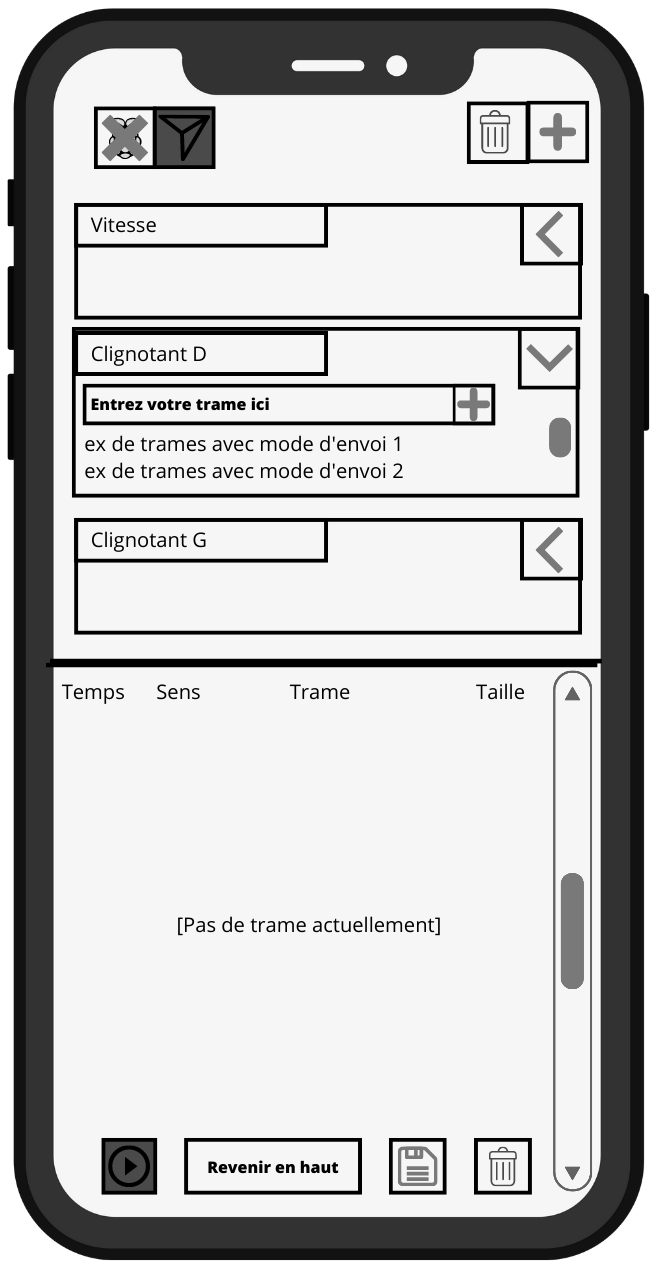 Vitesse
Clignotant D
Entrez votre trame ici
ex de trames avec mode d'envoi 1
ex de trames avec mode d'envoi 2
Clignotant G
Temps Sens Trame Taille
[Pas de trame actuellement]
Revenir en haut